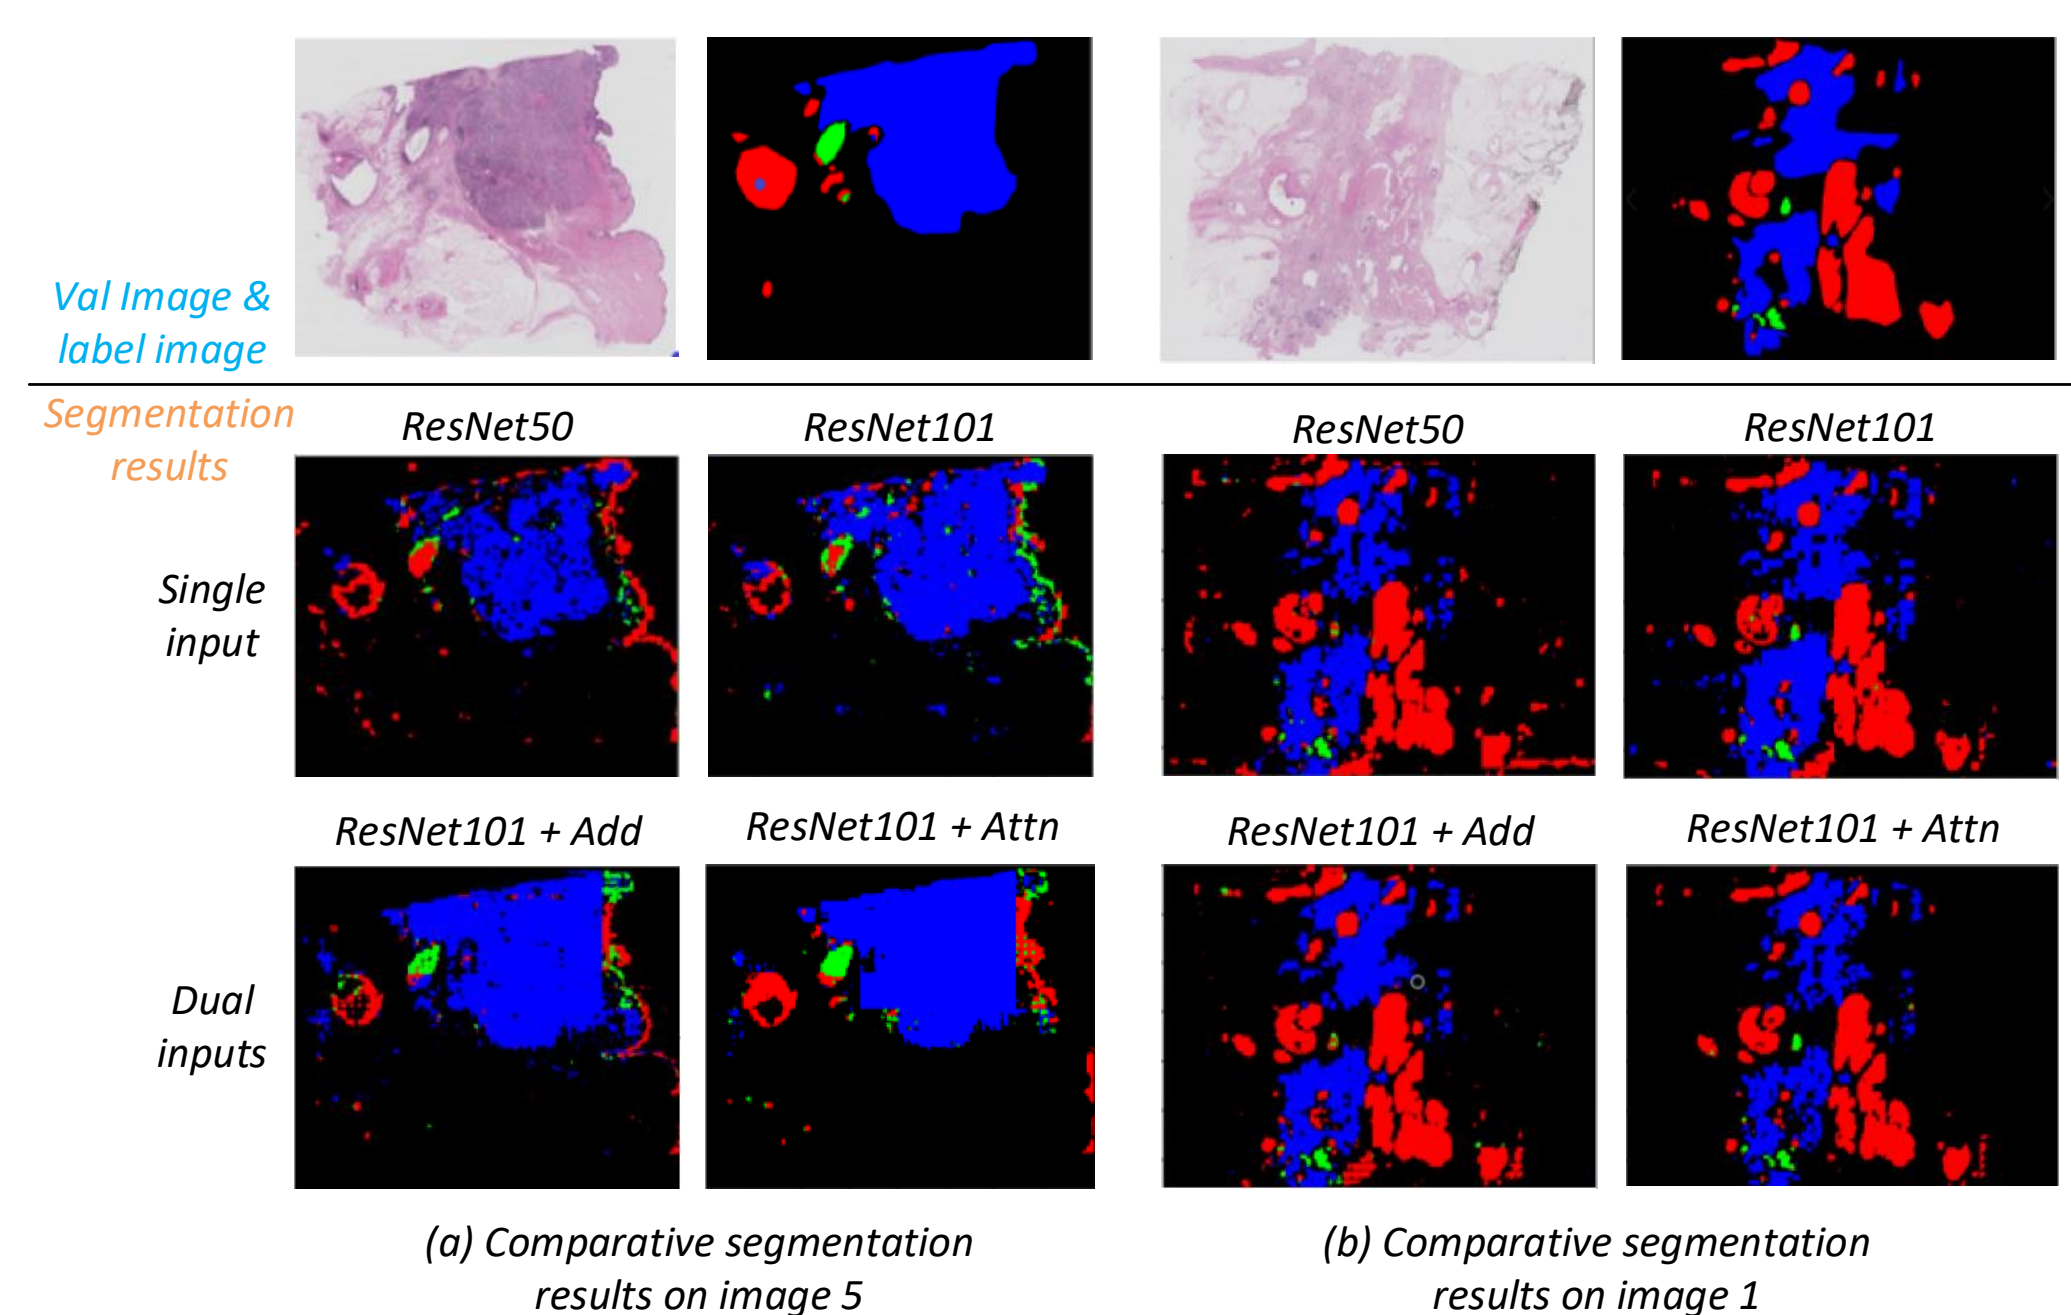 Val Image &
label image
Segmentation
results
ResNet50
ResNet101
ResNet50
ResNet101
Single
input
ResNet101 + Add
ResNet101 + Attn
ResNet101 + Add
ResNet101 + Attn
Dual
inputs
(a) Comparative segmentation
results on image 5
(b) Comparative segmentation
results on image 1